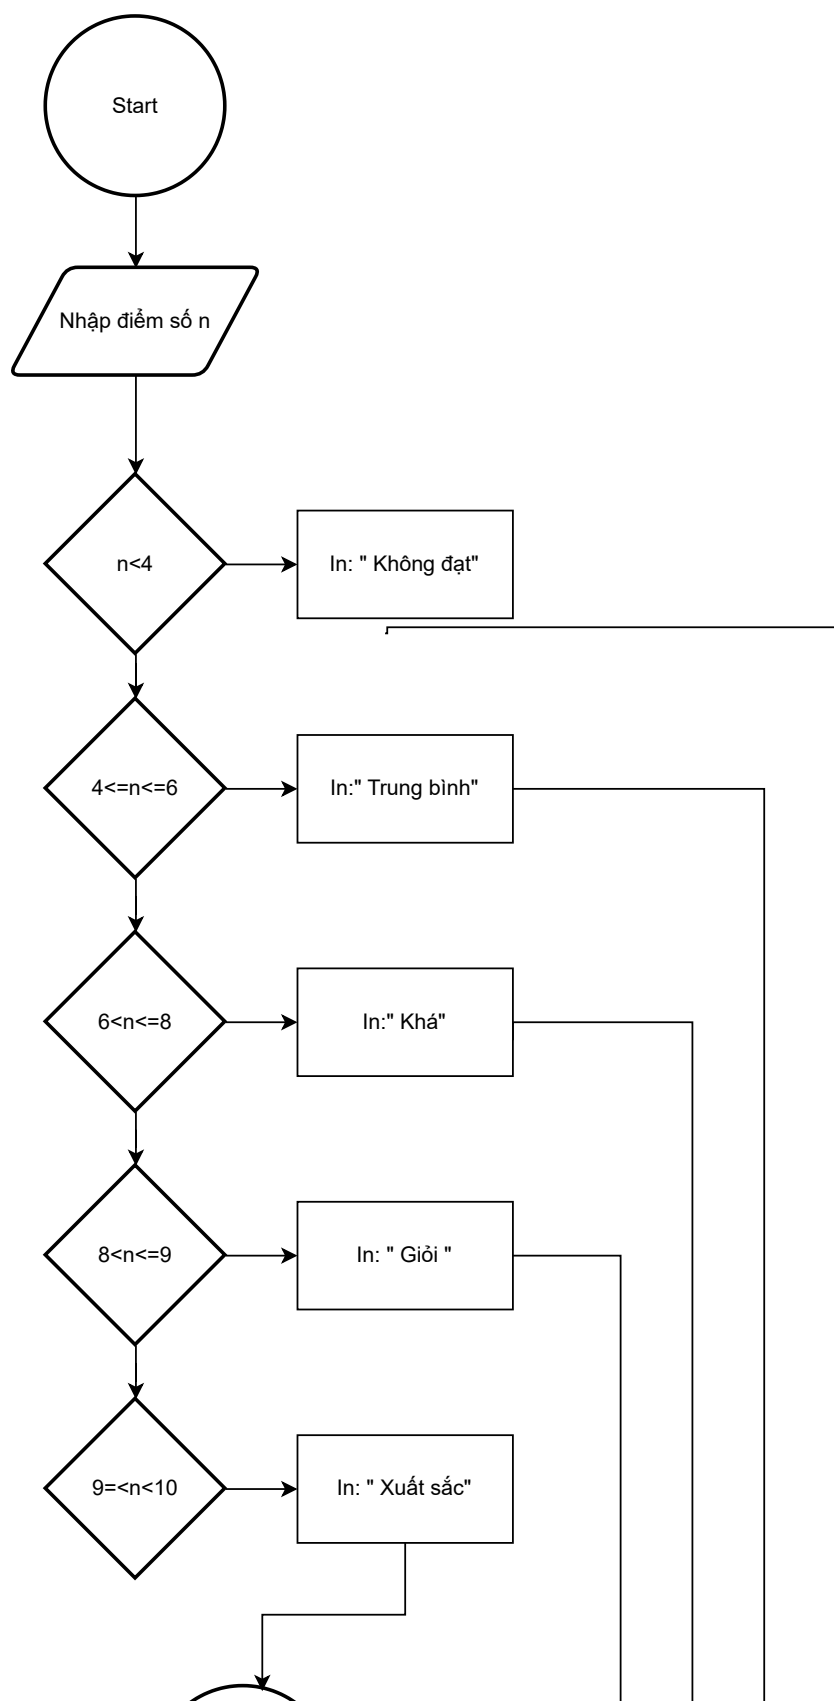 Start
Nhập điểm số n
n<4
In: " Không đạt"
4<=n<=6
In:" Trung bình"
6<n<=8
In:" Khá"
8<n<=9
In: " Giỏi "
9=<n<10
In: " Xuất sắc"